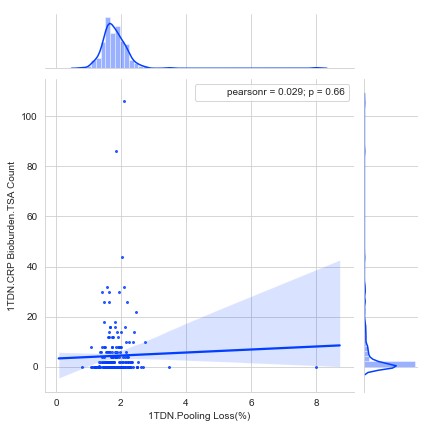 pearsonr = 0.029; p = 0.66
100
80
60
40
20
0
1TDN.CRP Bioburden.TSA Count
0 2 4 6 8
1TDN.Pooling Loss(%)